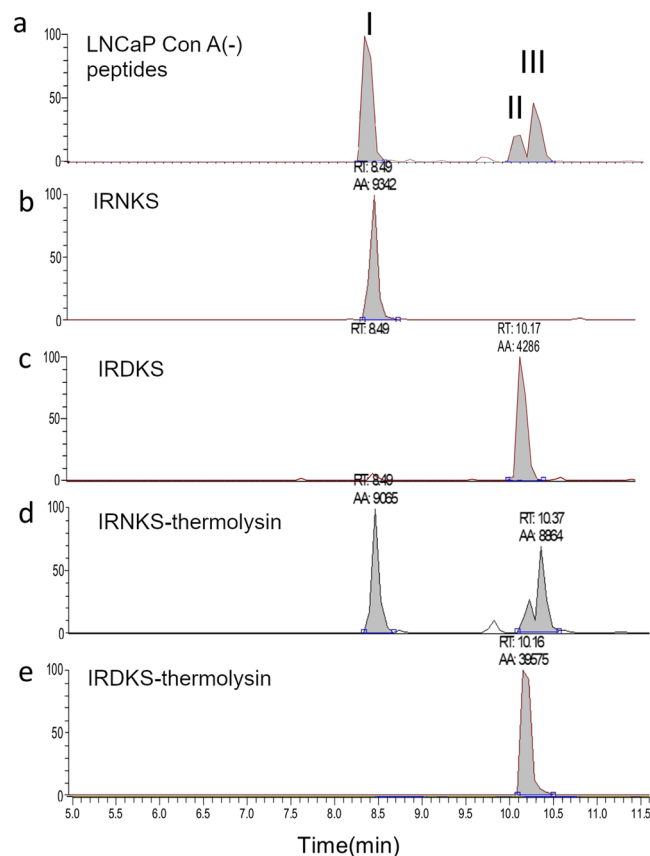 a
LNCaP Con A(-)
peptides
I
II
III
100
50
0
RT: 8.49
AA: 9342
b
IRNKS
100
50
0
RT: 8.49
RT: 10.17
AA: 4286
c
IRDKS
100
50
0
RT: 8.49
AA: 9065
d
IRNKS-thermolysin
RT: 10.37
AA: 8864
100
50
0
RT: 10.16
AA: 39575
e
IRDKS-thermolysin
100
50
0
5.0 5.5 6.0 6.5 7.0 7.5 8.0 8.5 9.0 9.5 10.0 10.5 11.0 11.5
Time(min)